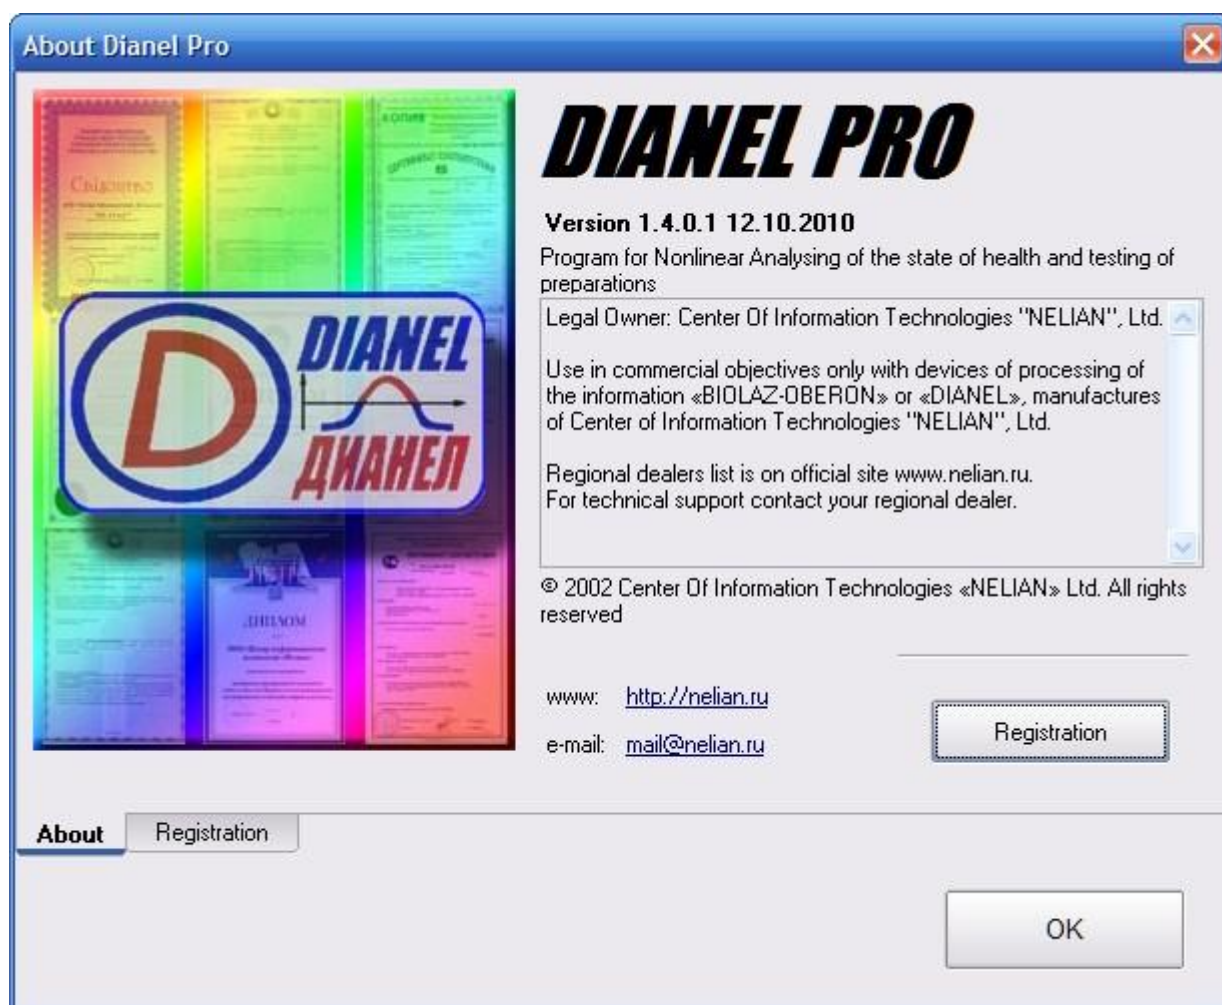 About Dianel Pro
Свідоцтво
КОПИЯ
DIANEL
ДИАНЕЛ
ДИПЛОМ
DIANEL PRO
Version 1.4.0.1 12.10.2010
Program for Nonlinear Analysing of the state of health and testing of
preparations
Legal Owner: Center Of Information Technologies "NELIAN", Ltd.
Use in commercial objectives only with devices of processing of
the information «BIOLAZ-OBERON» or «DIANEL», manufactures
of Center of Information Technologies "NELIAN", Ltd.
Regional dealers list is on official site www.nelian.ru.
For technical support contact your regional dealer.
© 2002 Center Of Information Technologies «NELIAN» Ltd. All rights
reserved
www: http://nelian.ru
e-mail: mail@nelian.ru
Registration
About Registration
OK